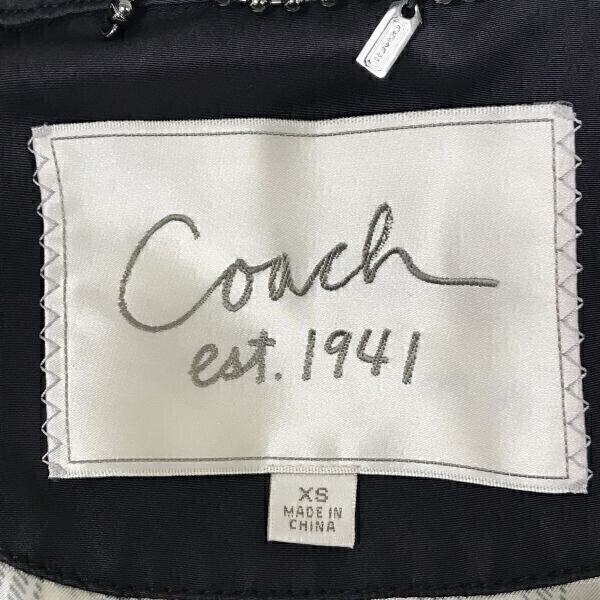 Coach
est. 1941
XS
MADE IN
CHINA